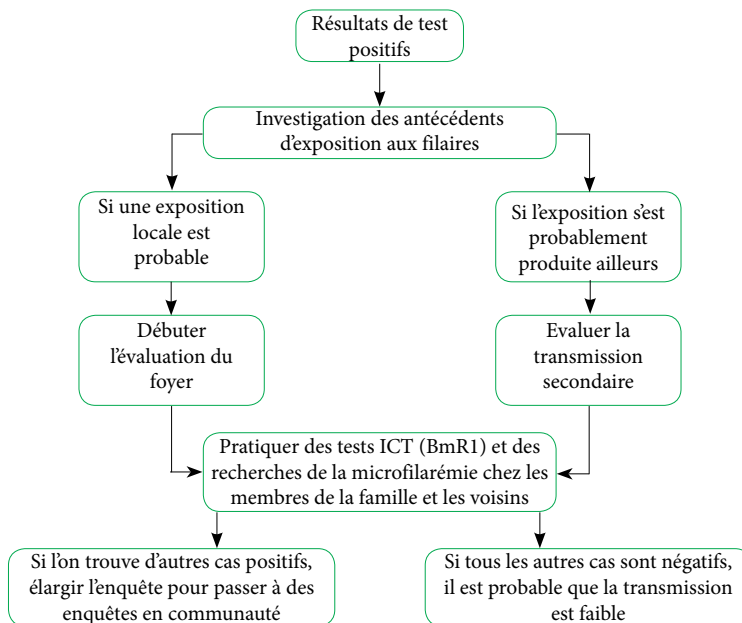 Résultats de test
positifs
Investigation des antécédents
d'exposition aux filaires
Si une exposition
locale est
probable
Si l'exposition s'est
probablement
produite ailleurs
Débuter
l'évaluation du
foyer
Evaluer la
transmission
secondaire
Pratiquer des tests ICT (BmR1) et des
recherches de la microfilarémie chez les
membres de la famille et les voisins
Si l'on trouve d'autres cas positifs,
élargir l'enquête pour passer à des
enquêtes en communauté
Si tous les autres cas sont négatifs,
il est probable que la transmission
est faible